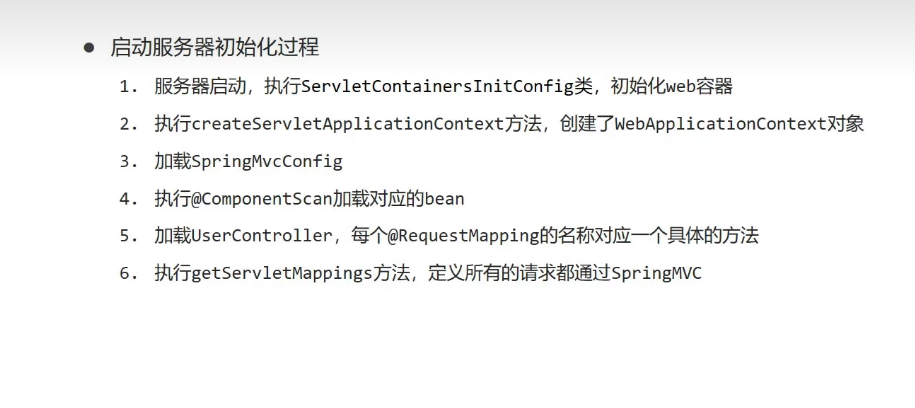 ● 启动服务器初始化过程
1. 服务器启动，执行ServletContainersInitConfig类，初始化web容器
2. 执行createServletApplicationContext方法，创建了WebApplicationContext对象
3. 加载SpringMvcConfig
4. 执行@ComponentScan加载对应的bean
5. 加载UserController，每个@RequestMapping的名称对应一个具体的方法
6. 执行getServletMappings方法，定义所有的请求都通过SpringMVC